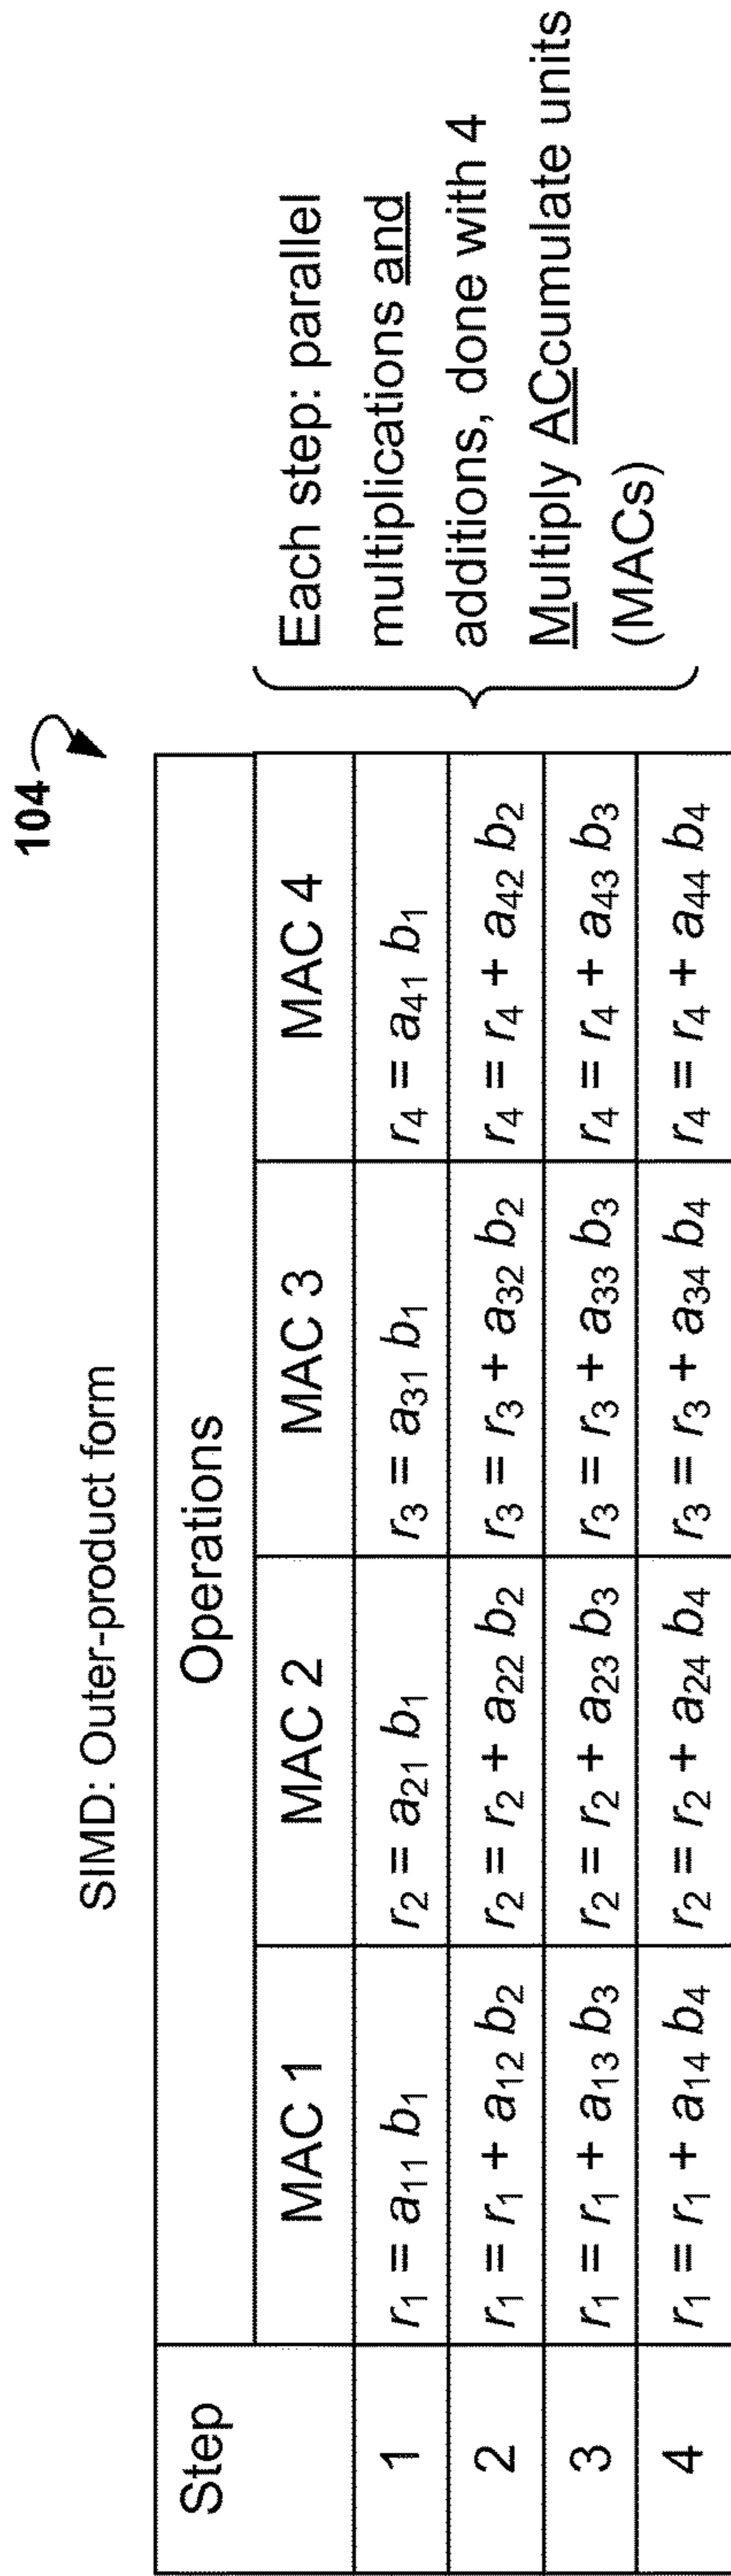 104
SIMD: Outer-product form
Step Operations
MAC 1 MAC 2 MAC 3 MAC 4
1 r₁ = a₁₁ b₁ r₂ = a₂₁ b₁ r₃ = a₃₁ b₁ r₄ = a₄₁ b₁
2 r₁ = r₁ + a₁₂ b₂ r₂ = r₂ + a₂₂ b₂ r₃ = r₃ + a₃₂ b₂ r₄ = r₄ + a₄₂ b₂
3 r₁ = r₁ + a₁₃ b₃ r₂ = r₂ + a₂₃ b₃ r₃ = r₃ + a₃₃ b₃ r₄ = r₄ + a₄₃ b₃
4 r₁ = r₁ + a₁₄ b₄ r₂ = r₂ + a₂₄ b₄ r₃ = r₃ + a₃₄ b₄ r₄ = r₄ + a₄₄ b₄
Each step: parallel
multiplications and
additions, done with 4
Multiply ACcumulate units
(MACs)